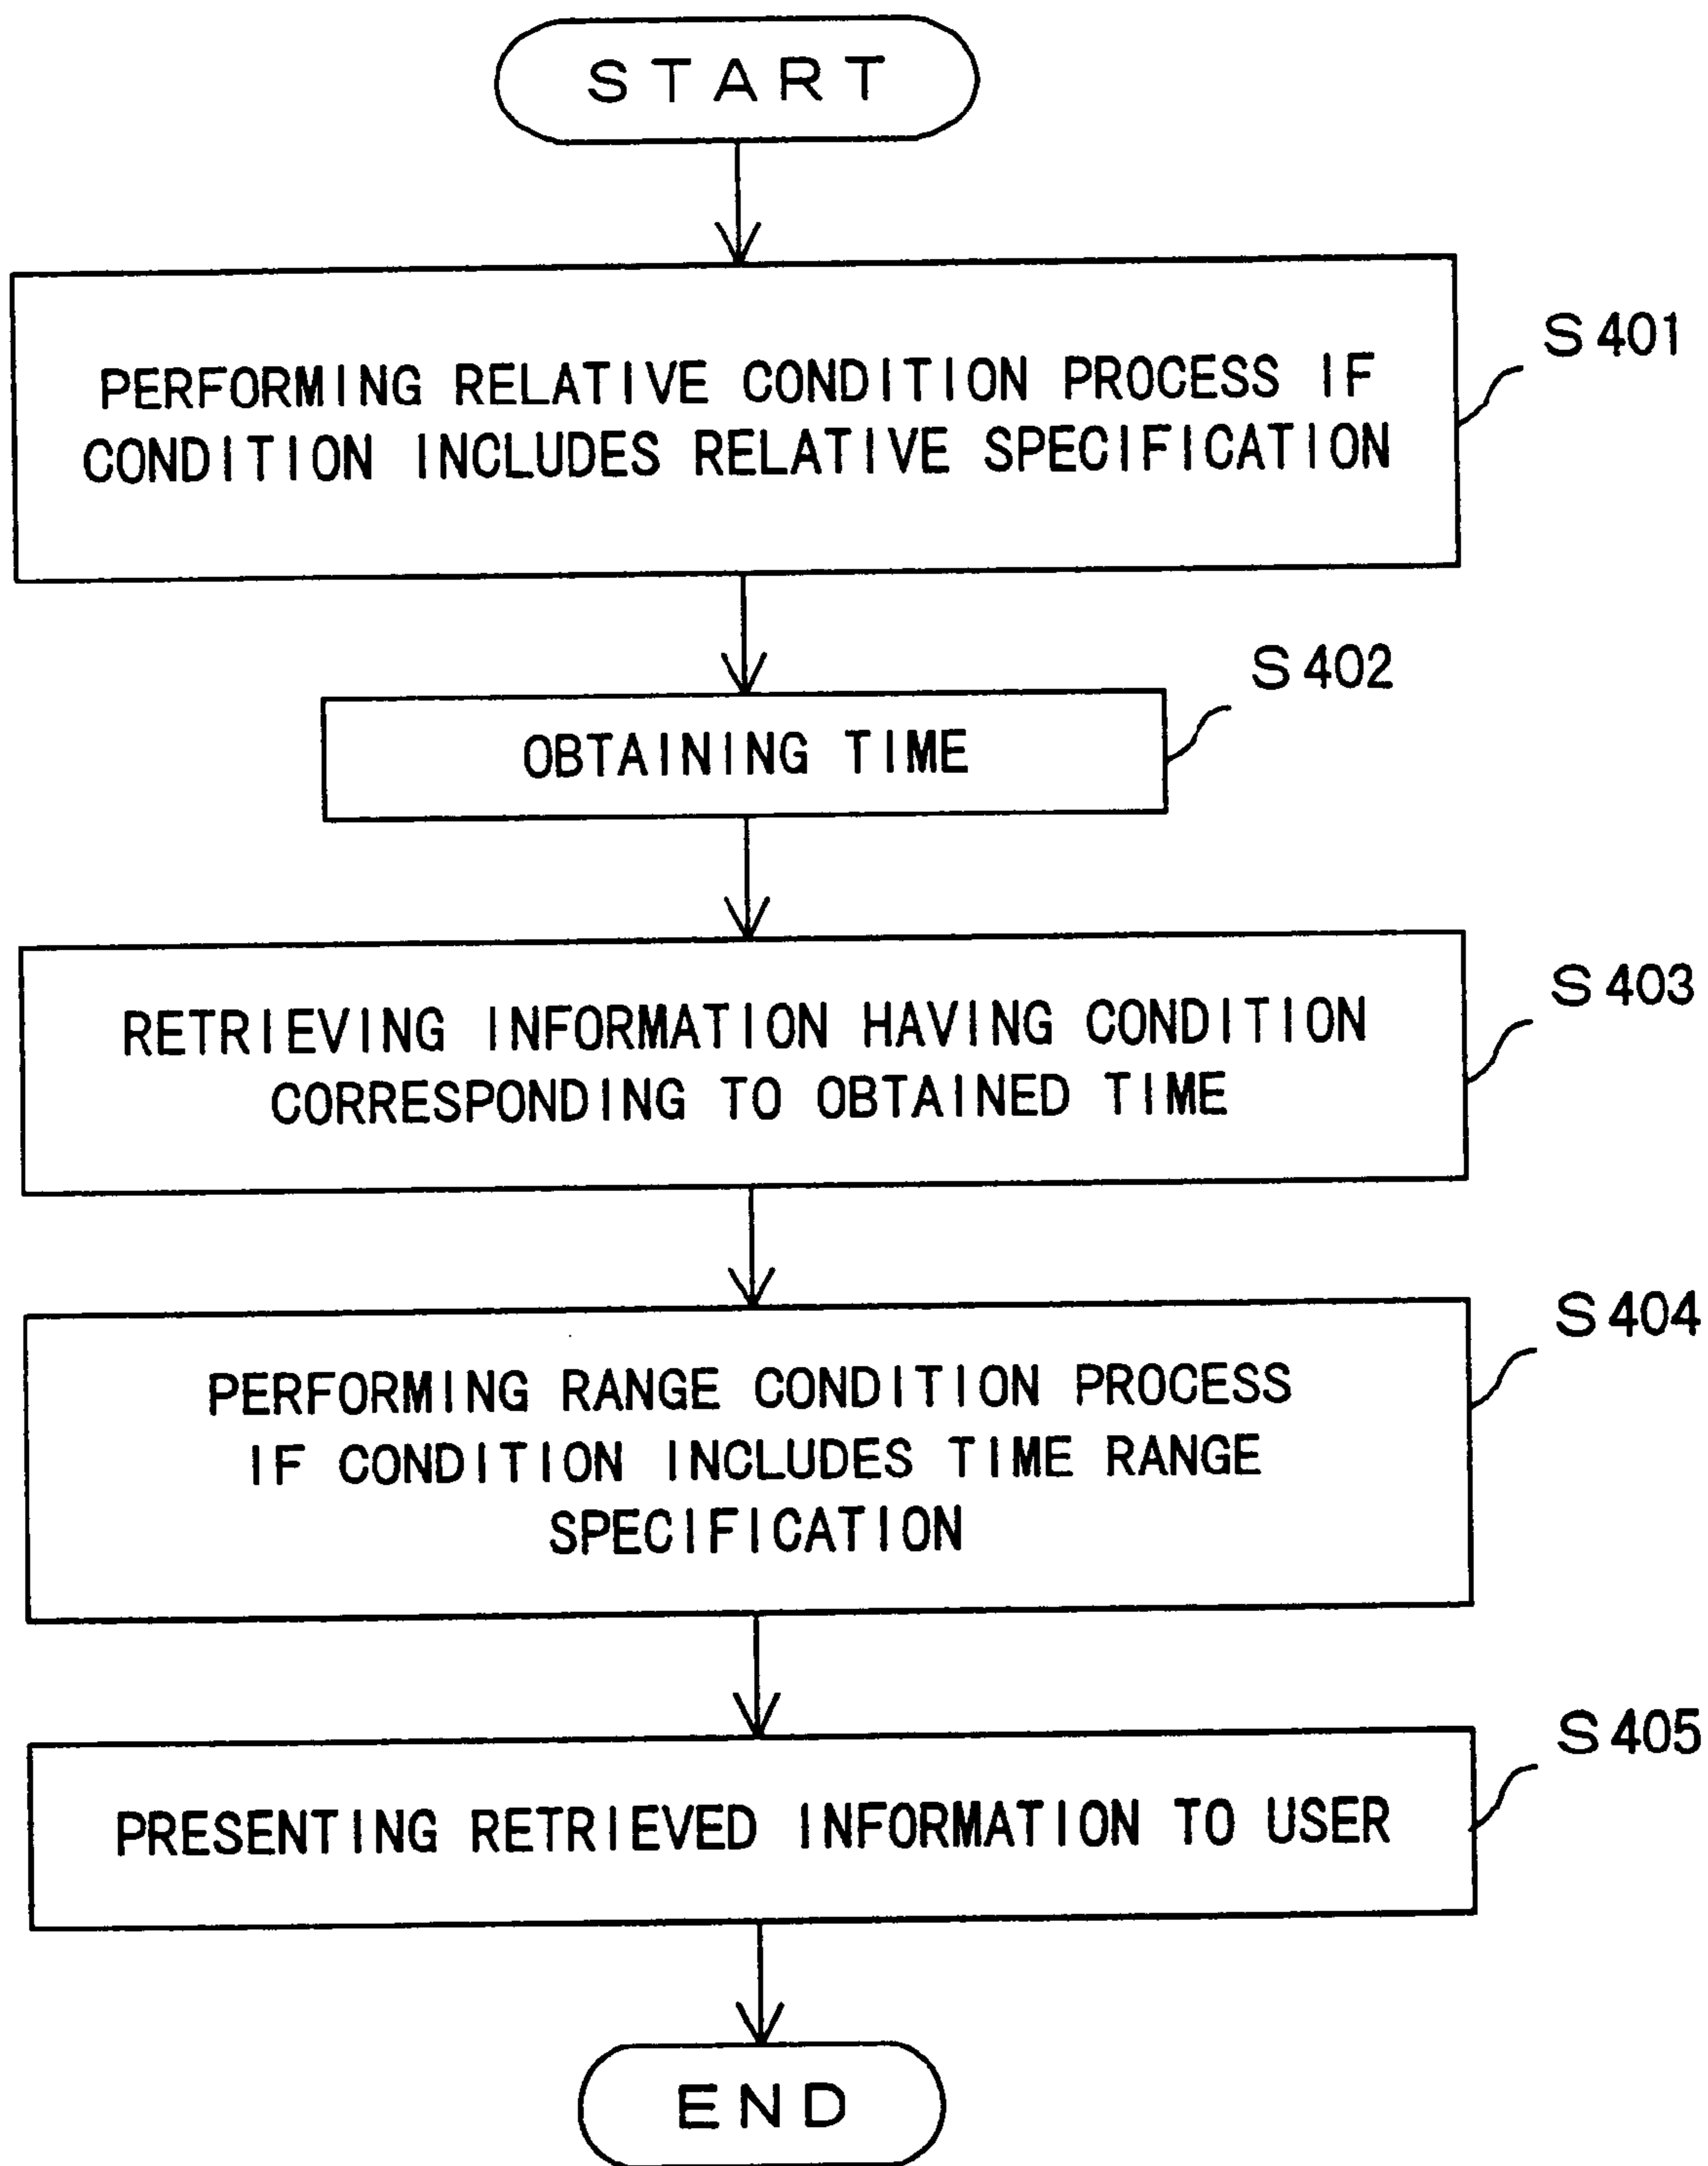 START
S401
PERFORMING RELATIVE CONDITION PROCESS IF
CONDITION INCLUDES RELATIVE SPECIFICATION
S402
OBTAINING TIME
S403
RETRIEVING INFORMATION HAVING CONDITION
CORRESPONDING TO OBTAINED TIME
S404
PERFORMING RANGE CONDITION PROCESS
IF CONDITION INCLUDES TIME RANGE
SPECIFICATION
S405
PRESENTING RETRIEVED INFORMATION TO USER
END